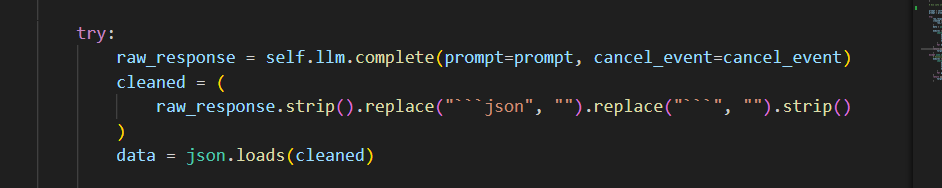 try:
raw_response = self.llm.complete(prompt=prompt, cancel_event=cancel_event)
cleaned = (
raw_response.strip().replace("```json", "").replace("```", "").strip()
)
data = json.loads(cleaned)